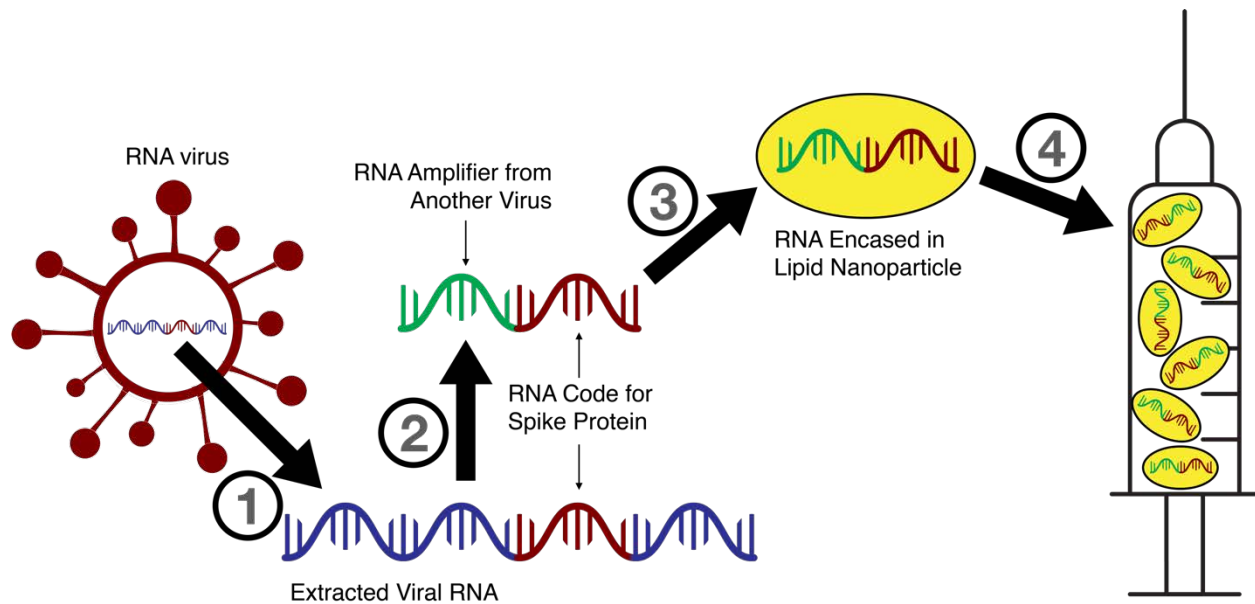 RNA virus
RNA Amplifier from
Another Virus
3
4
RNA Encased in
Lipid Nanoparticle
2
RNA Code for
Spike Protein
1
Extracted Viral RNA